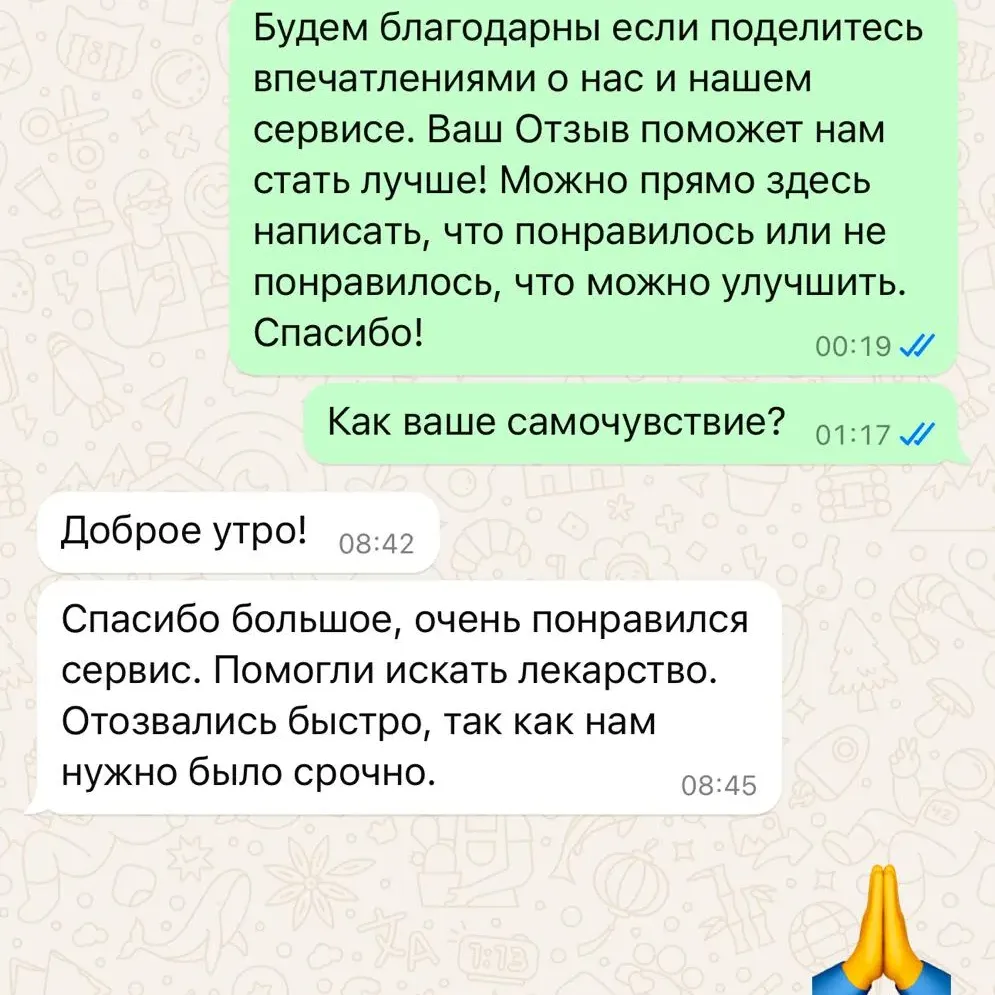 Будем благодарны если поделитесь
впечатлениями о нас и нашем
сервисе. Ваш Отзыв поможет нам
стать лучше! Можно прямо здесь
написать, что понравилось или не
понравилось, что можно улучшить.
Спасибо!
00:19
Как ваше самочувствие?
01:17
Доброе утро!
08:42
Спасибо большое, очень понравился
сервис. Помогли искать лекарство.
Отозвались быстро, так как нам
нужно было срочно.
08:45